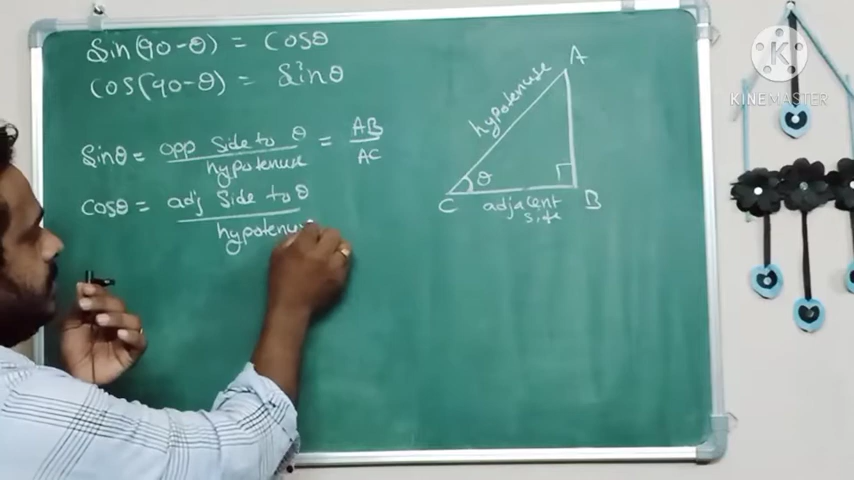 Sin(90-θ) = Cosθ
cos(90-θ) = Sinθ
Sinθ = opp Side to θ / hypotenuse = AB / AC
Cosθ = adj Side to θ / hypotenus
A
hypotenuse
θ
C
B
adjacent
side
K
KINEMASTER